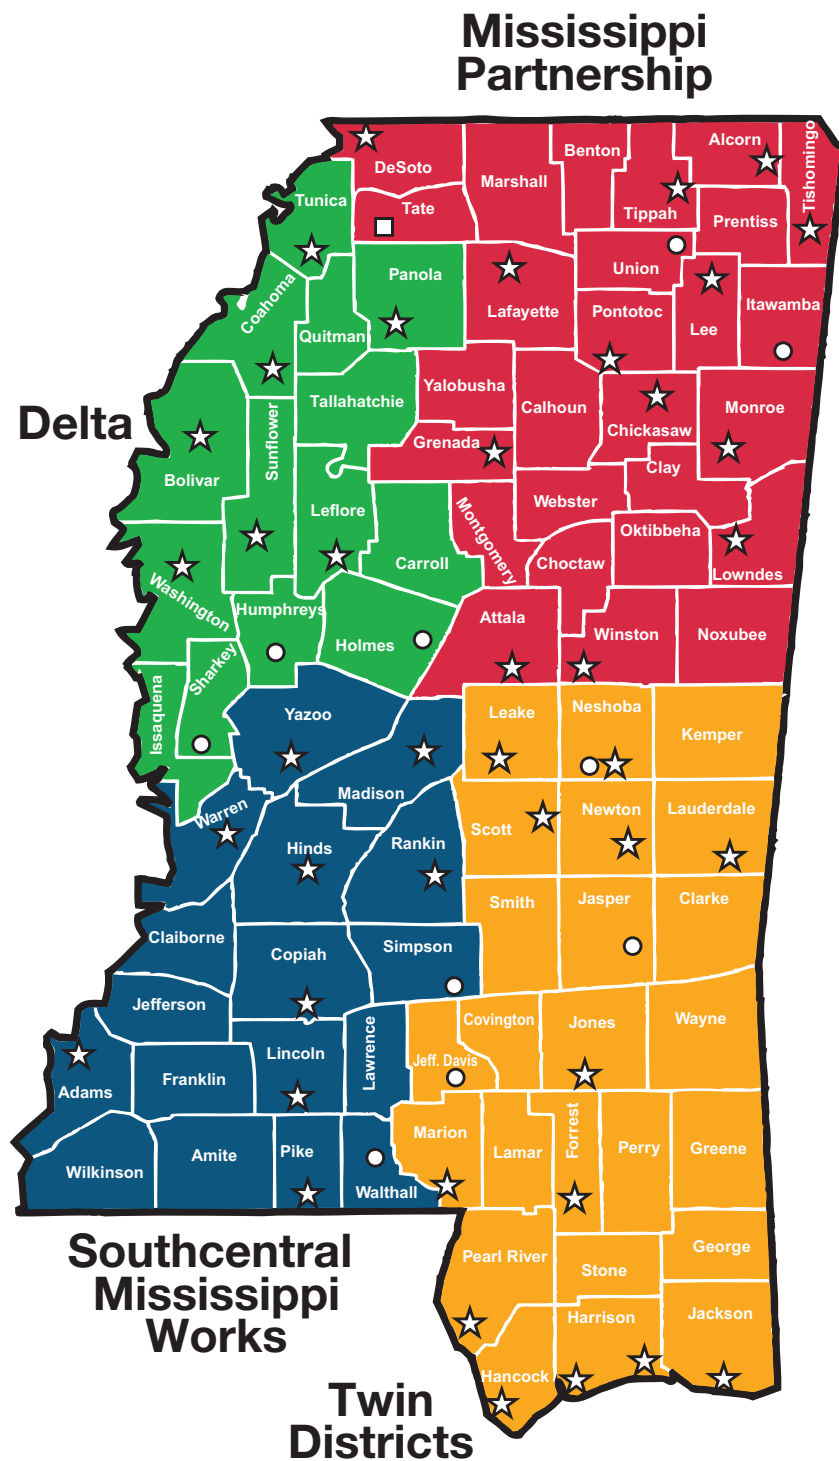 Mississippi
Partnership
Alcorn
Tishomingo
Benton
DeSoto
Marshall
Tunica
Tate
Tippah
Prentiss
Panola
Union
Coahoma
Lafayette
Pontotoc
Itawamba
Quitman
Lee
Yalobusha
Tallahatchie
Calhoun
Monroe
Delta
Sunflower
Grenada
Chickasaw
Clay
Bolivar
Leflore
Montgomery
Webster
Oktibbeha
Carroll
Choctaw
Lowndes
Washington
Humphreys
Attala
Holmes
Winston
Noxubee
Sharkey
Issaquena
Yazoo
Leake
Neshoba
Kemper
Madison
Warren
Newton
Lauderdale
Scott
Hinds
Rankin
Smith
Jasper
Clarke
Claiborne
Copiah
Simpson
Jefferson
Covington
Jones
Wayne
Lawrence
Lincoln
Jeff. Davis
Franklin
Adams
Marion
Forrest
Perry
Greene
Lamar
Pike
Amite
Wilkinson
Walthall
Southcentral
Mississippi
Works
Pearl River
George
Stone
Harrison
Jackson
Hancock
Twin
Districts